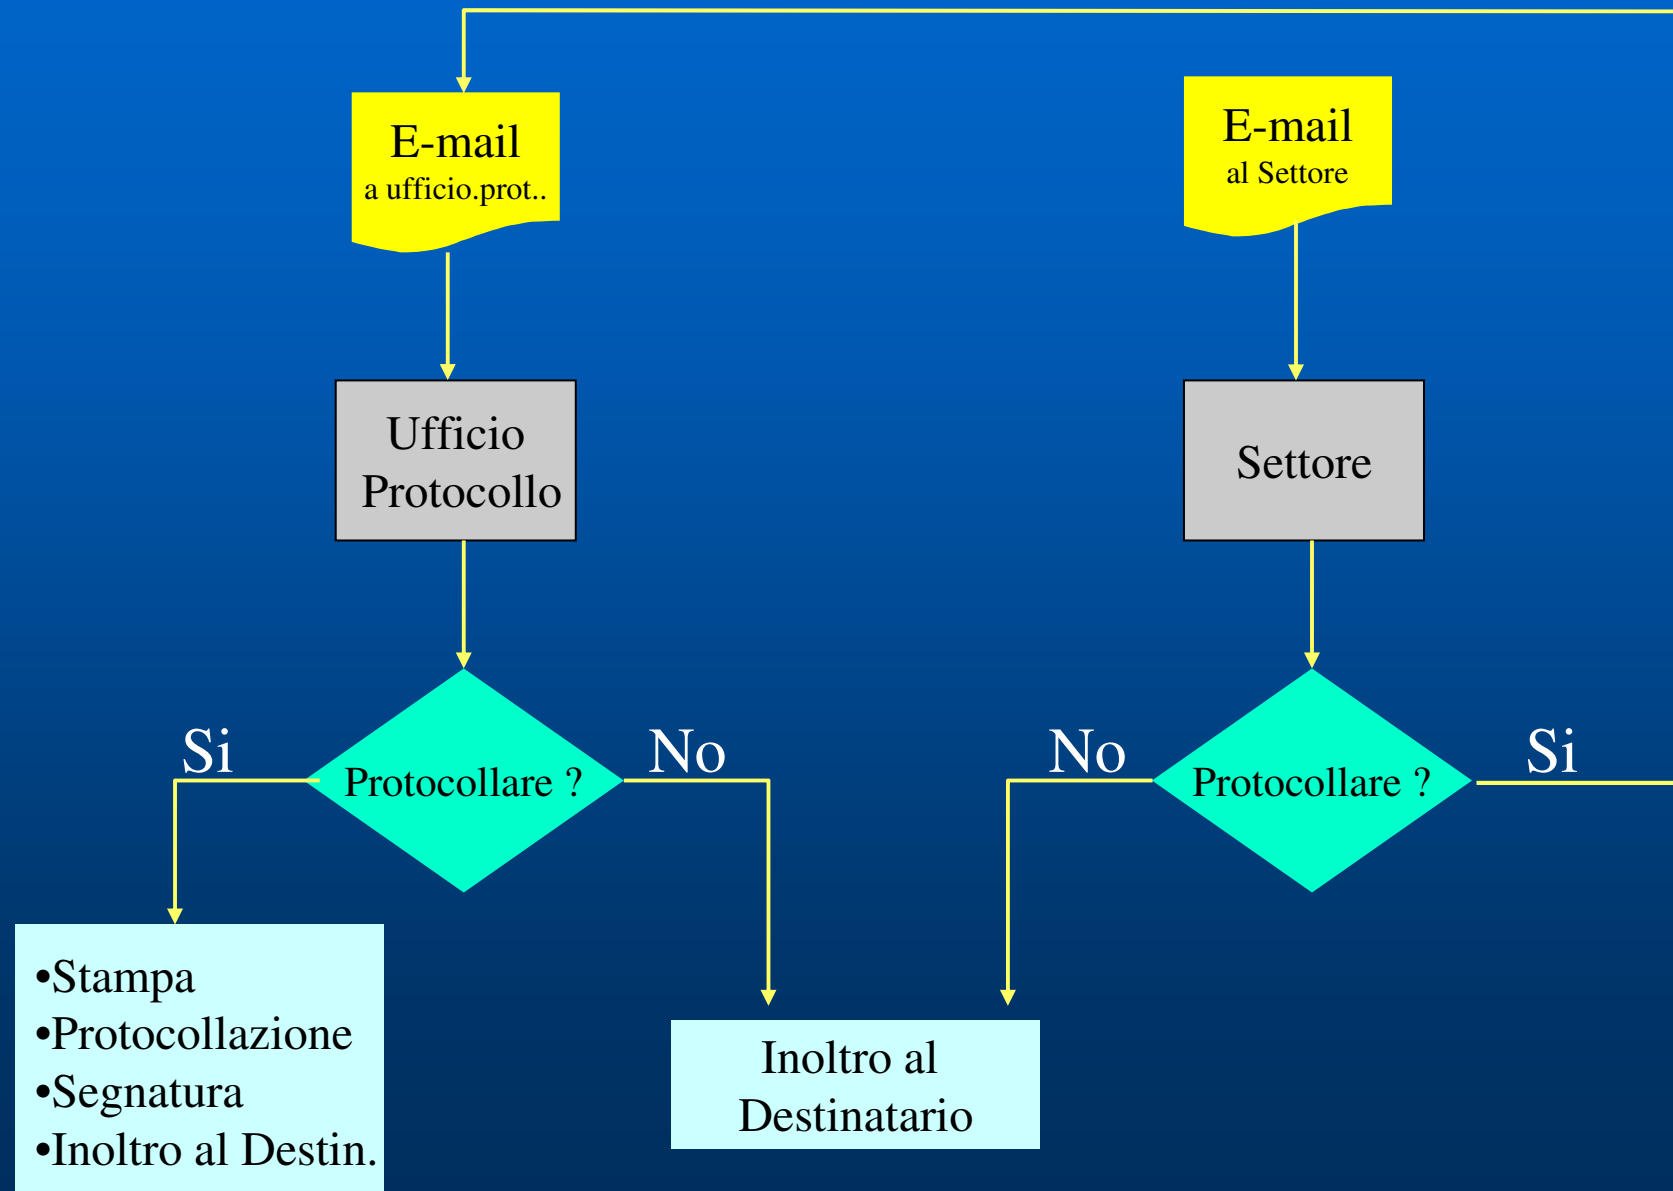 E-mail
a ufficio.prot..
E-mail
al Settore
Ufficio
Protocollo
Settore
Si
Protocollare ?
No
No
Protocollare ?
Si
•Stampa
•Protocollazione
•Segnatura
•Inoltro al Destin.
Inoltro al
Destinatario